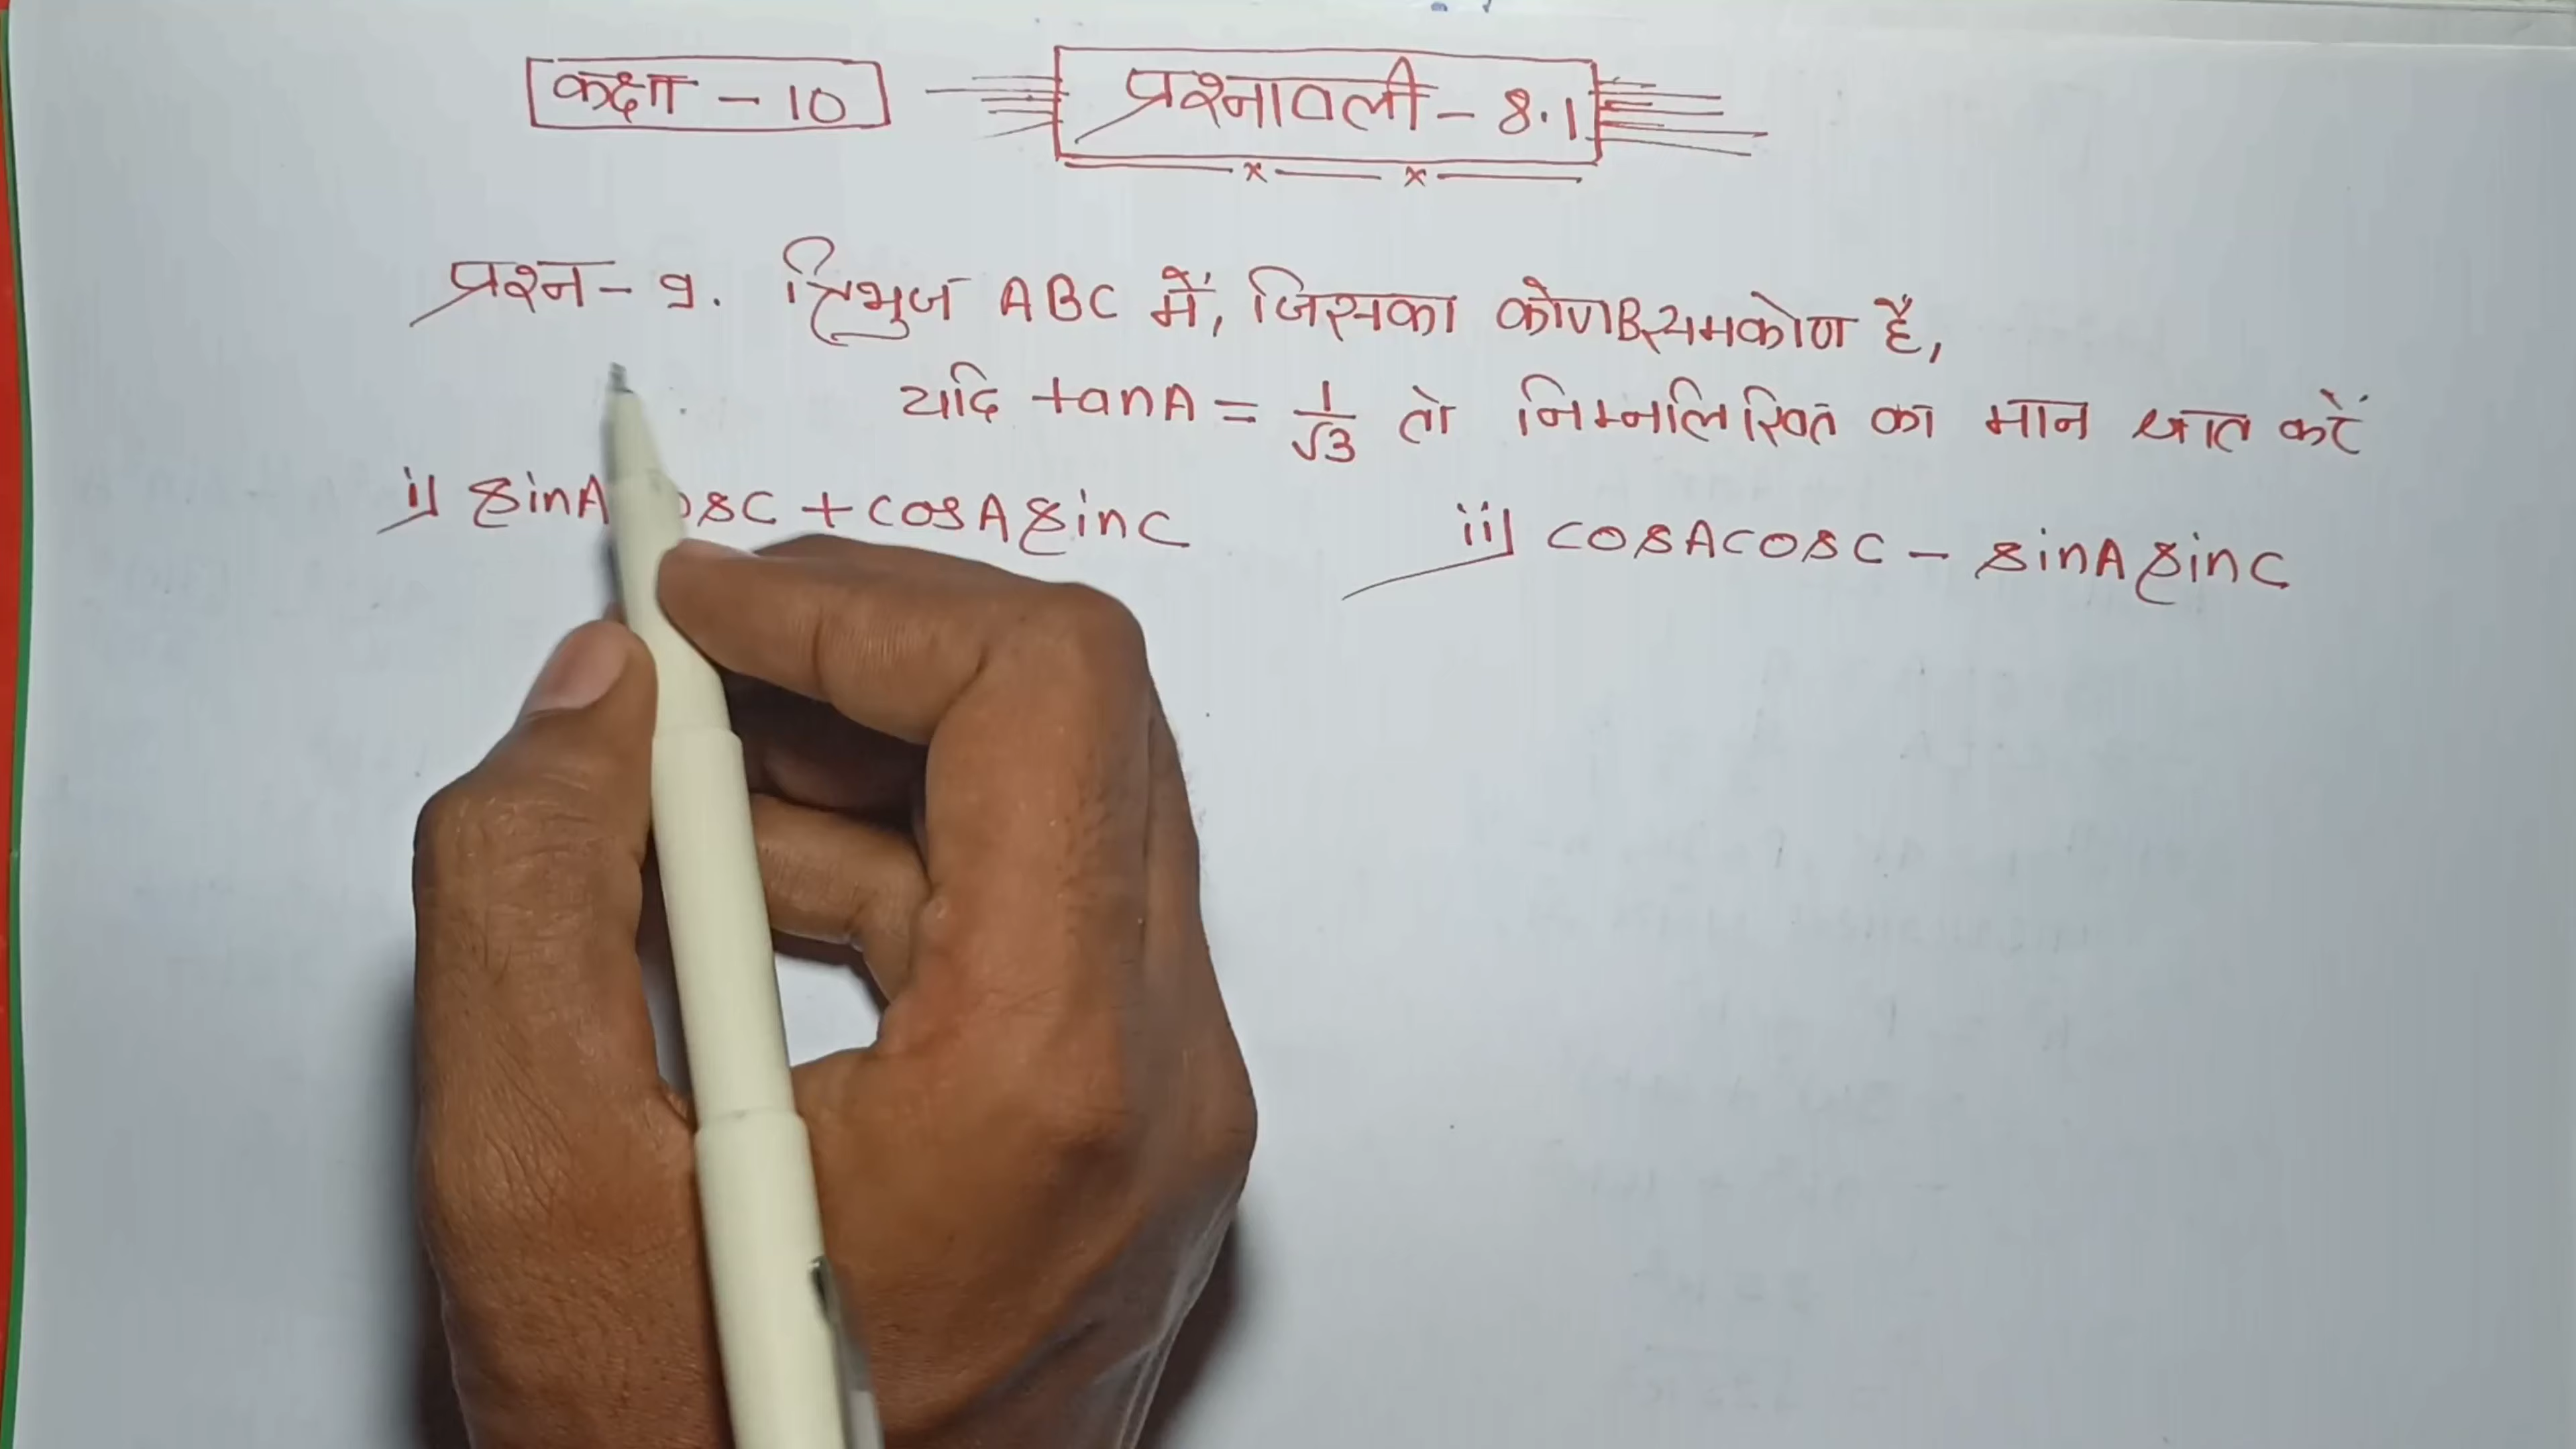 कक्षा - 10
प्रश्नावली - 8.1
प्रश्न - 9. त्रिभुज ABC में, जिसका कोण B समकोण है,
यदि tanA = 1/√3 तो निम्नलिखित का मान ज्ञात करें
i) sinA cosC + cosA sinC
ii) cosA cosC - sinA sinC